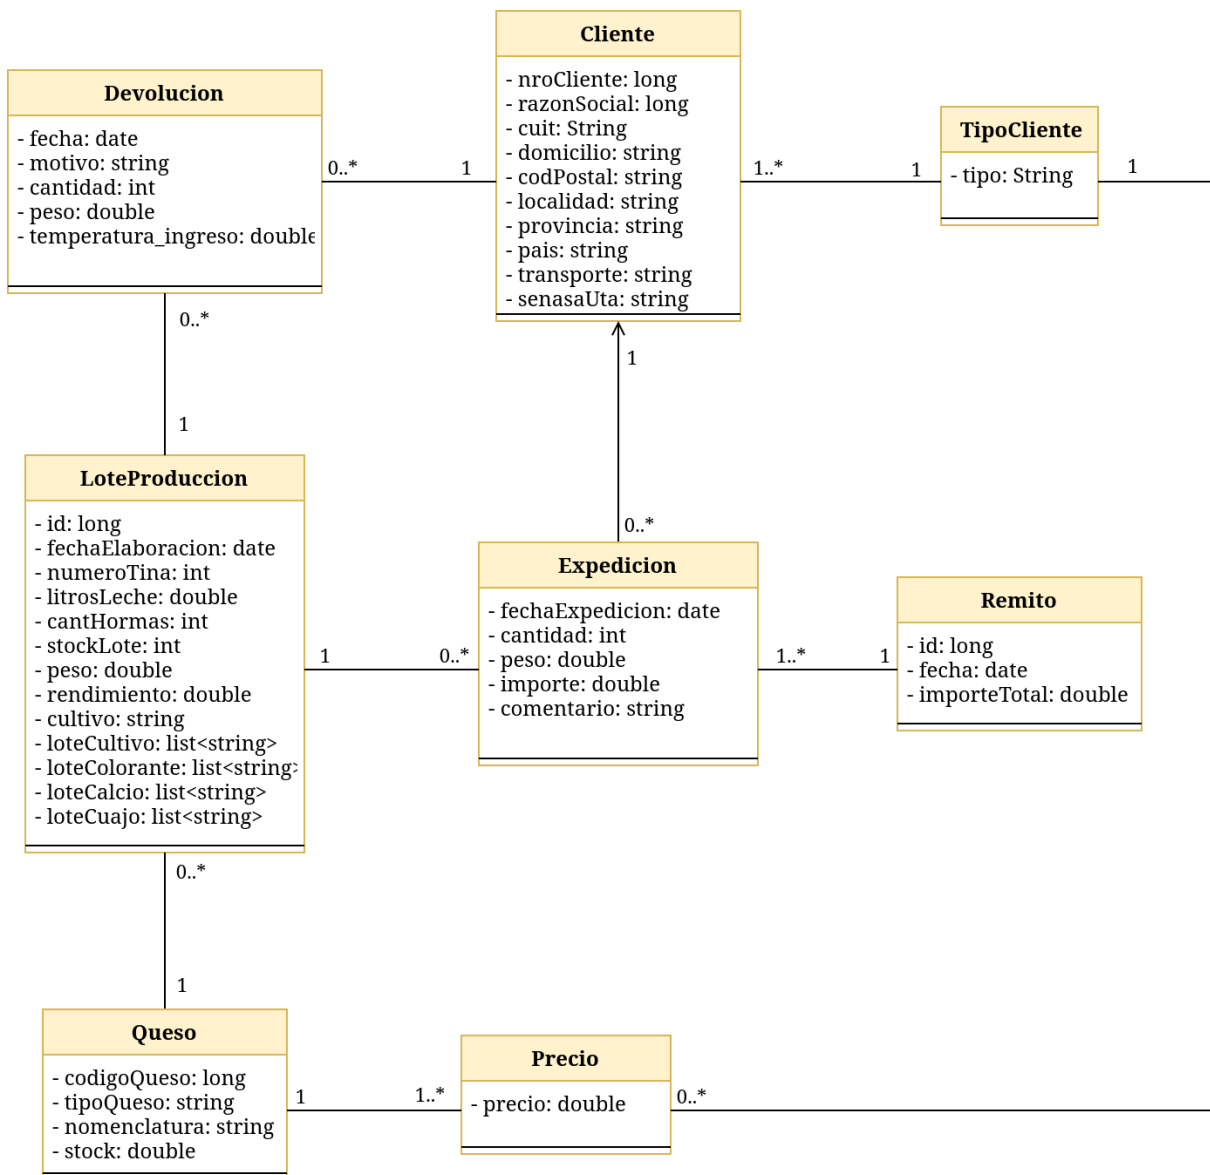 Cliente
- nroCliente: long
- razonSocial: long
- cuit: String
- domicilio: string
- codPostal: string
- localidad: string
- provincia: string
- pais: string
- transporte: string
- senasaUta: string
Devolucion
- fecha: date
- motivo: string
- cantidad: int
- peso: double
- temperatura_ingreso: double
0..*
1
1..*
1
TipoCliente
- tipo: String
1
0..*
1
1
0..*
LoteProduccion
- id: long
- fechaElaboracion: date
- numeroTina: int
- litrosLeche: double
- cantHormas: int
- stockLote: int
- peso: double
- rendimiento: double
- cultivo: string
- loteCultivo: list<string>
- loteColorante: list<string>
- loteCalcio: list<string>
- loteCuajo: list<string>
1
0..*
Expedicion
- fechaExpedicion: date
- cantidad: int
- peso: double
- importe: double
- comentario: string
1..*
1
Remito
- id: long
- fecha: date
- importeTotal: double
0..*
1
Queso
- codigoQueso: long
- tipoQueso: string
- nomenclatura: string
- stock: double
1
1..*
Precio
- precio: double
0..*